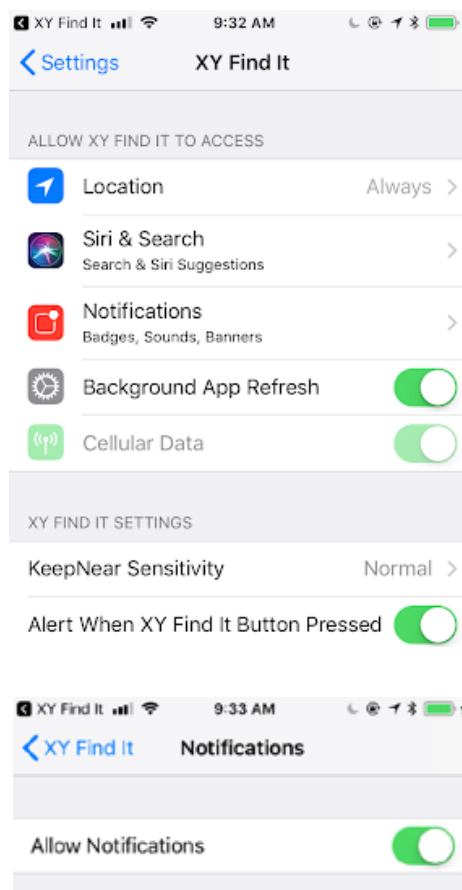 XY Find It 9:32 AM
Settings XY Find It
ALLOW XY FIND IT TO ACCESS
Location Always
Siri & Search
Search & Siri Suggestions
Notifications
Badges, Sounds, Banners
Background App Refresh
Cellular Data
XY FIND IT SETTINGS
KeepNear Sensitivity Normal
Alert When XY Find It Button Pressed
XY Find It 9:33 AM
XY Find It Notifications
Allow Notifications